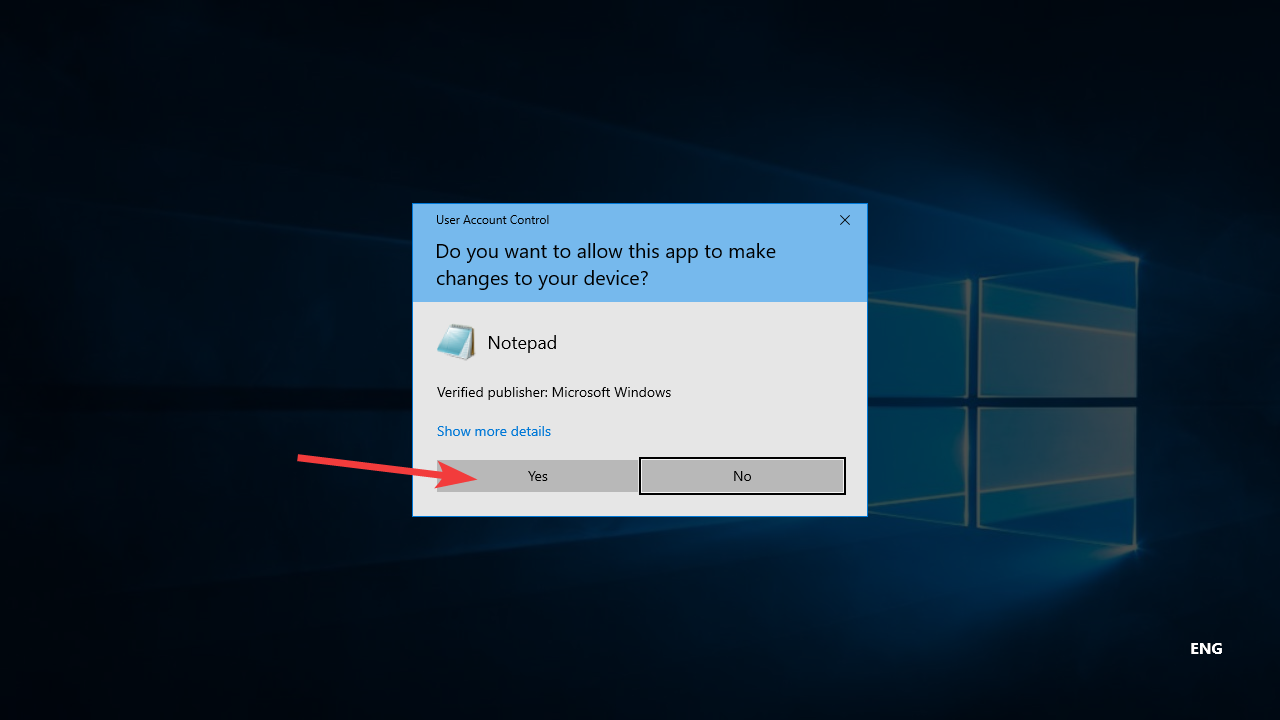 User Account Control
Do you want to allow this app to make
changes to your device?
Notepad
Verified publisher: Microsoft Windows
Show more details
Yes
No
ENG